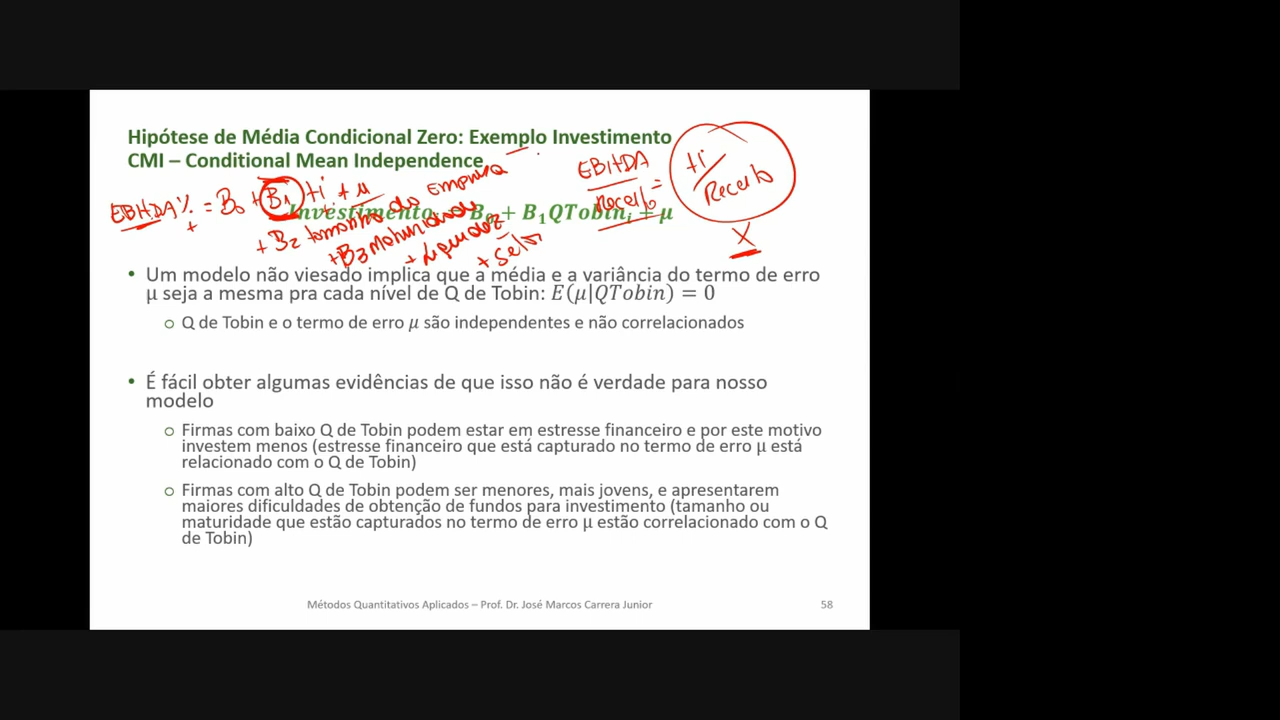 Hipótese de Média Condicional Zero: Exemplo Investimento
CMI – Conditional Mean Independence
EBITDA % = B₀ + B₁ ti + μ
+ B₂ tamanho da empresa
+ B₃ Maturidade
+ liquidez
+ Setor
EBITDA
Receita =
ti / Receita
X
Investimento B₀ + B₁QTobinᵢ + μ
• Um modelo não viesado implica que a média e a variância do termo de erro
μ seja a mesma pra cada nível de Q de Tobin: E(μ|QTobin) = 0
o Q de Tobin e o termo de erro μ são independentes e não correlacionados
• É fácil obter algumas evidências de que isso não é verdade para nosso
modelo
o Firmas com baixo Q de Tobin podem estar em estresse financeiro e por este motivo
investem menos (estresse financeiro que está capturado no termo de erro μ está
relacionado com o Q de Tobin)
o Firmas com alto Q de Tobin podem ser menores, mais jovens, e apresentarem
maiores dificuldades de obtenção de fundos para investimento (tamanho ou
maturidade que estão capturados no termo de erro μ estão correlacionado com o Q
de Tobin)
Métodos Quantitativos Aplicados – Prof. Dr. José Marcos Carrera Junior
58